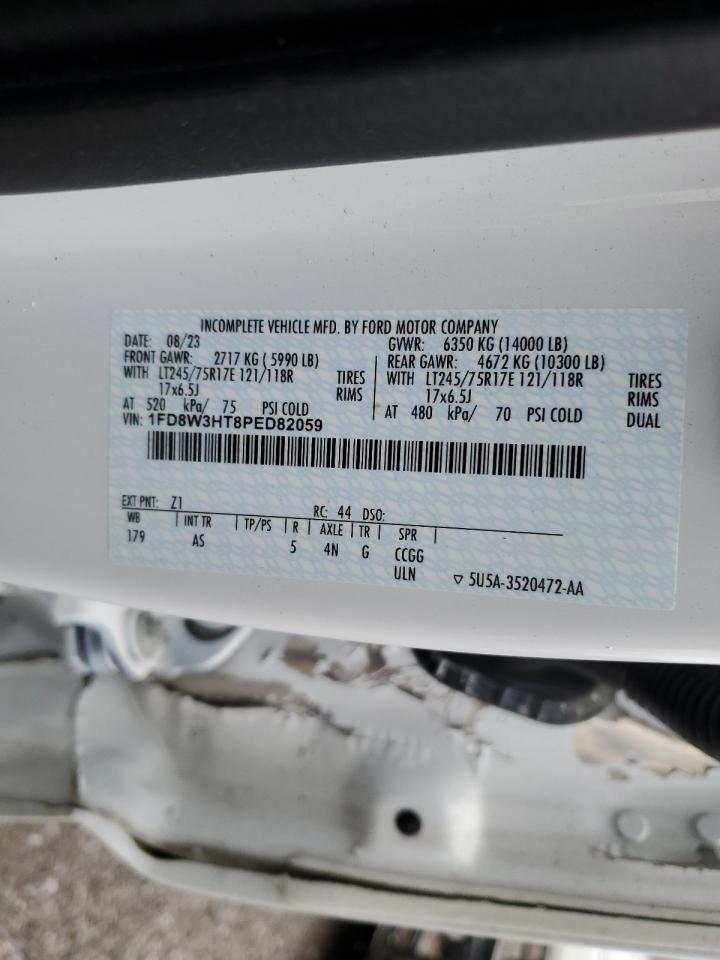 INCOMPLETE VEHICLE MFD. BY FORD MOTOR COMPANY
DATE: 08/23 GVWR: 6350 KG (14000 LB)
FRONT GAWR: 2717 KG ( 5990 LB) REAR GAWR: 4672 KG (10300 LB)
WITH LT245/75R17E 121/118R TIRES WITH LT245/75R17E 121/118R TIRES
17x6.5J RIMS 17x6.5J RIMS
AT 520 kPa/ 75 PSI COLD AT 480 kPa/ 70 PSI COLD DUAL
VIN: 1FD8W3HT8PED82059
EXT PNT: Z1 RC: 44 DSO:
WB INT TR TP/PS R AXLE TR SPR
179 AS 5 4N G CCGG
ULN ▽ 5U5A-3520472-AA